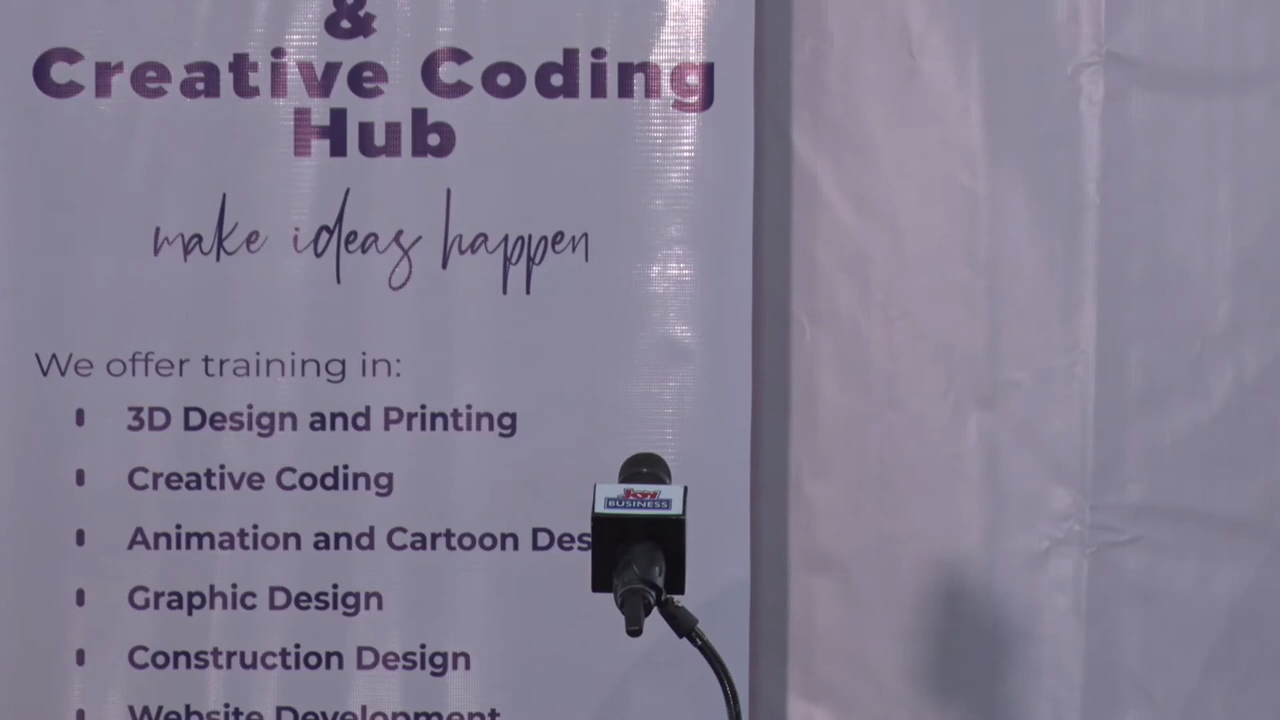 &
Creative Coding
Hub
make ideas happen
We offer training in:
3D Design and Printing
Creative Coding
Animation and Cartoon Des
BUSINESS
Graphic Design
Construction Design
Website Development